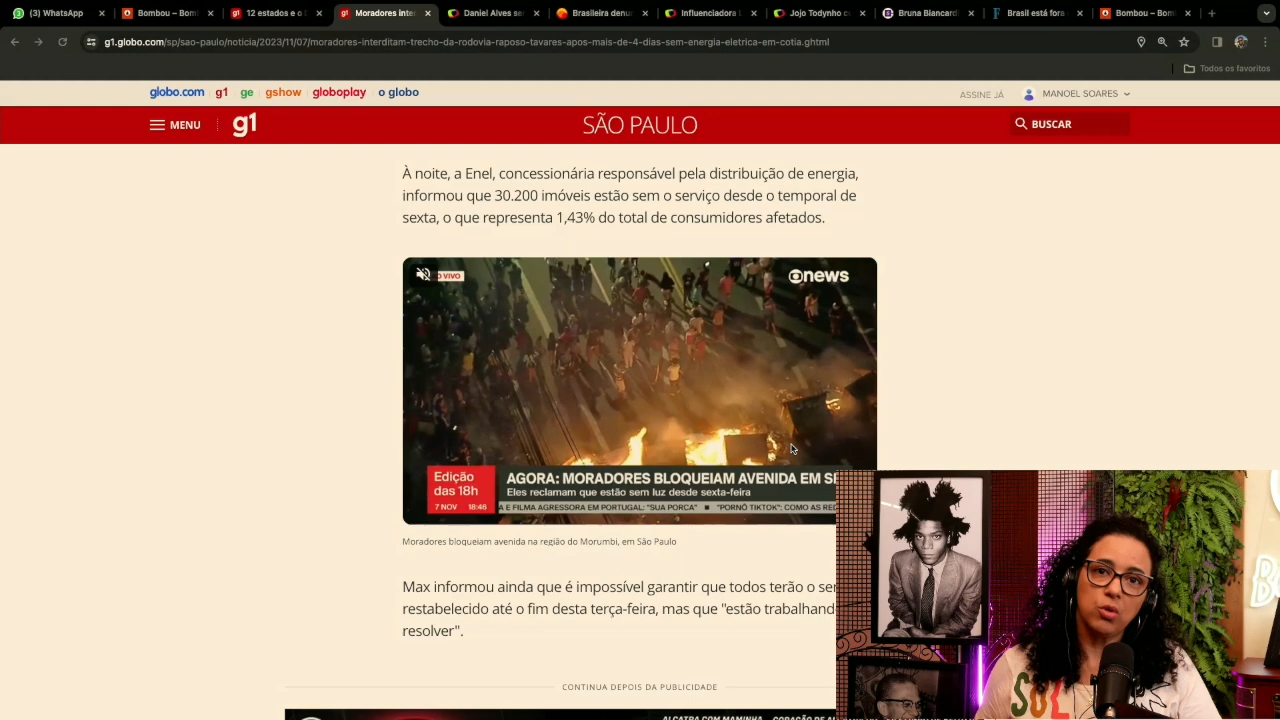 (3) WhatsApp
Bombou – Bom
12 estados e o
Moradores inte
Daniel Alves se
Brasileira denu
Influenciadora
Jojo Todynho c
Bruna Biancard
Brasil está fora
Bombou – Bom
g1.globo.com/sp/sao-paulo/noticia/2023/11/07/moradores-interditam-trecho-da-rodovia-raposo-tavares-apos-mais-de-4-dias-sem-energia-eletrica-em-cotia.ghtml
Todos os favoritos
globo.com g1 ge gshow globoplay o globo
ASSINE JÁ MANOEL SOARES
MENU g1 SÃO PAULO BUSCAR
À noite, a Enel, concessionária responsável pela distribuição de energia,
informou que 30.200 imóveis estão sem o serviço desde o temporal de
sexta, o que representa 1,43% do total de consumidores afetados.
O VIVO
news
Edição
das 18h
7 NOV 18:46
AGORA: MORADORES BLOQUEIAM AVENIDA EM
Eles reclamam que estão sem luz desde sexta-feira
A E FILMA AGRESSORA EM PORTUGAL: "SUA PORCA" ■ "PORNÔ TIKTOK": COMO AS RED
Moradores bloqueiam avenida na região do Morumbi, em São Paulo
Max informou ainda que é impossível garantir que todos terão o ser
restabelecido até o fim desta terça-feira, mas que "estão trabalhand
resolver".
CONTINUA DEPOIS DA PUBLICIDADE
ALCATRA COM MAMINHA
SUL